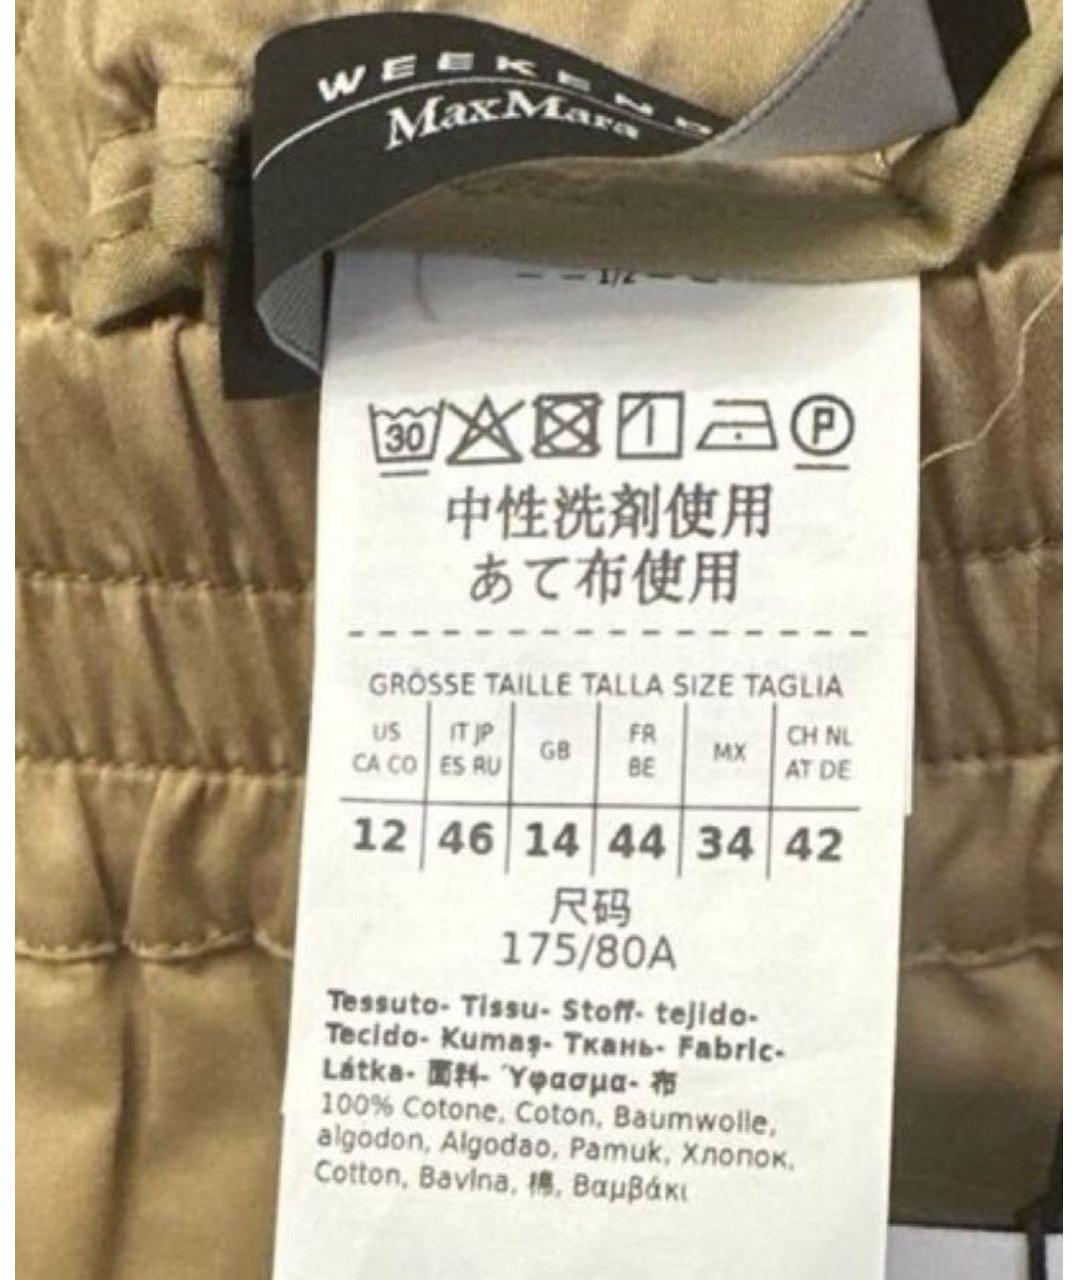 WEEKEND
MaxMara
30
P
中性洗剤使用
あて布使用
GRÖSSE TAILLE TALLA SIZE TAGLIA
US CA CO IT JP ES RU GB FR BE MX CH NL AT DE
12 46 14 44 34 42
尺码
175/80A
Tessuto- Tissu- Stoff- tejido-
Tecido- Kumaş- Ткань- Fabric-
Látka- 面料- Ύφασμα- 布
100% Cotone, Coton, Baumwolle,
algodon, Algodao, Pamuk, Хлопок,
Cotton, Bavlna, 棉, Βαμβάκι